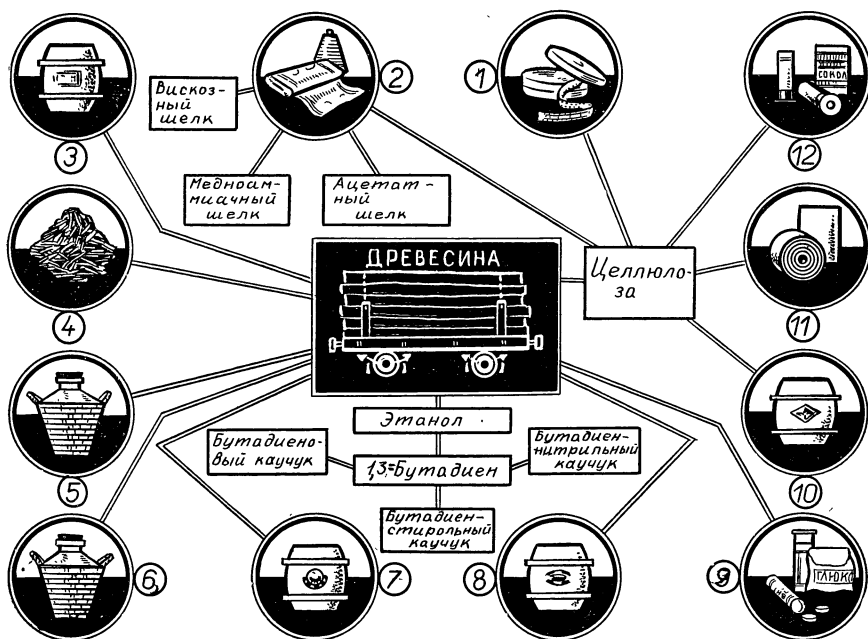 3
2
1
12
СОКОЛ
Вискоз-
ный
шелк
Медноам-
миачный
шелк
Ацетат-
ный
шелк
4
ДРЕВЕСИНА
Целлюло-
за
11
5
Этанол
Бутадиено-
вый каучук
1,3=Бутадиен
Бутадиен-
нитрильный
каучук
10
Бутадиен-
стирольный
каучук
6
7
8
9
ГЛЮКО